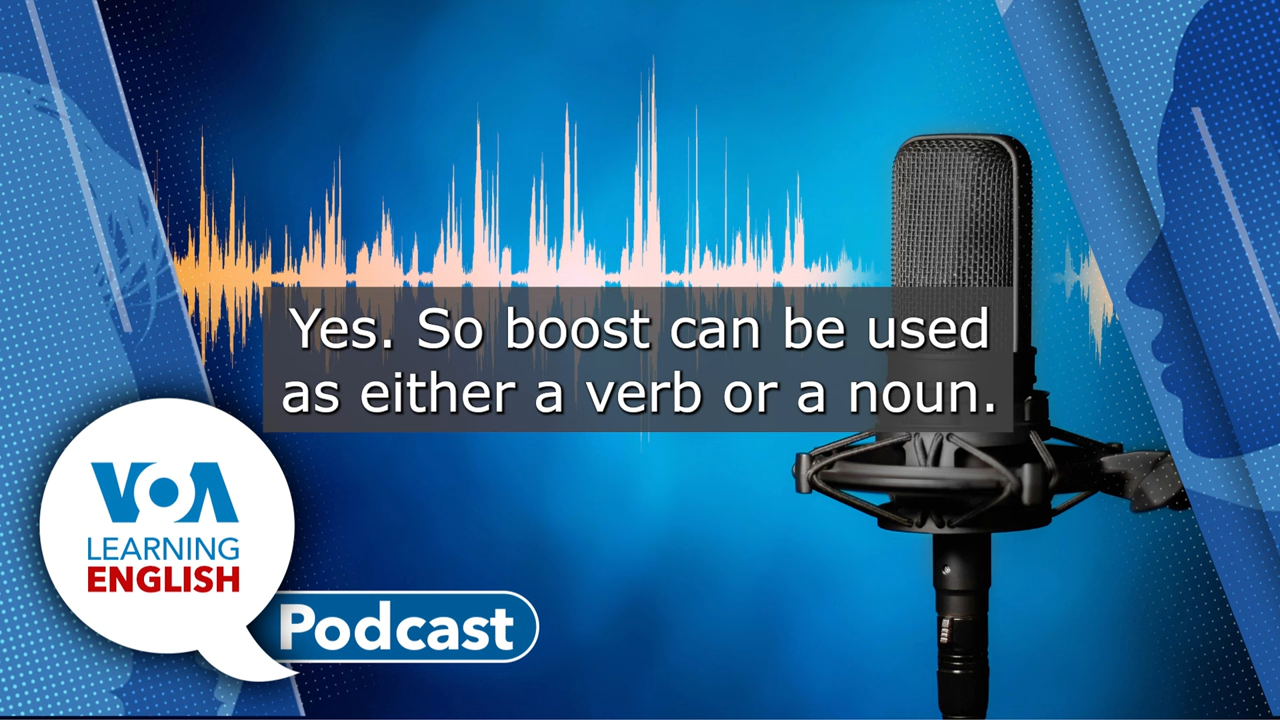 Yes. So boost can be used
as either a verb or a noun.
VOA
LEARNING
ENGLISH
Podcast